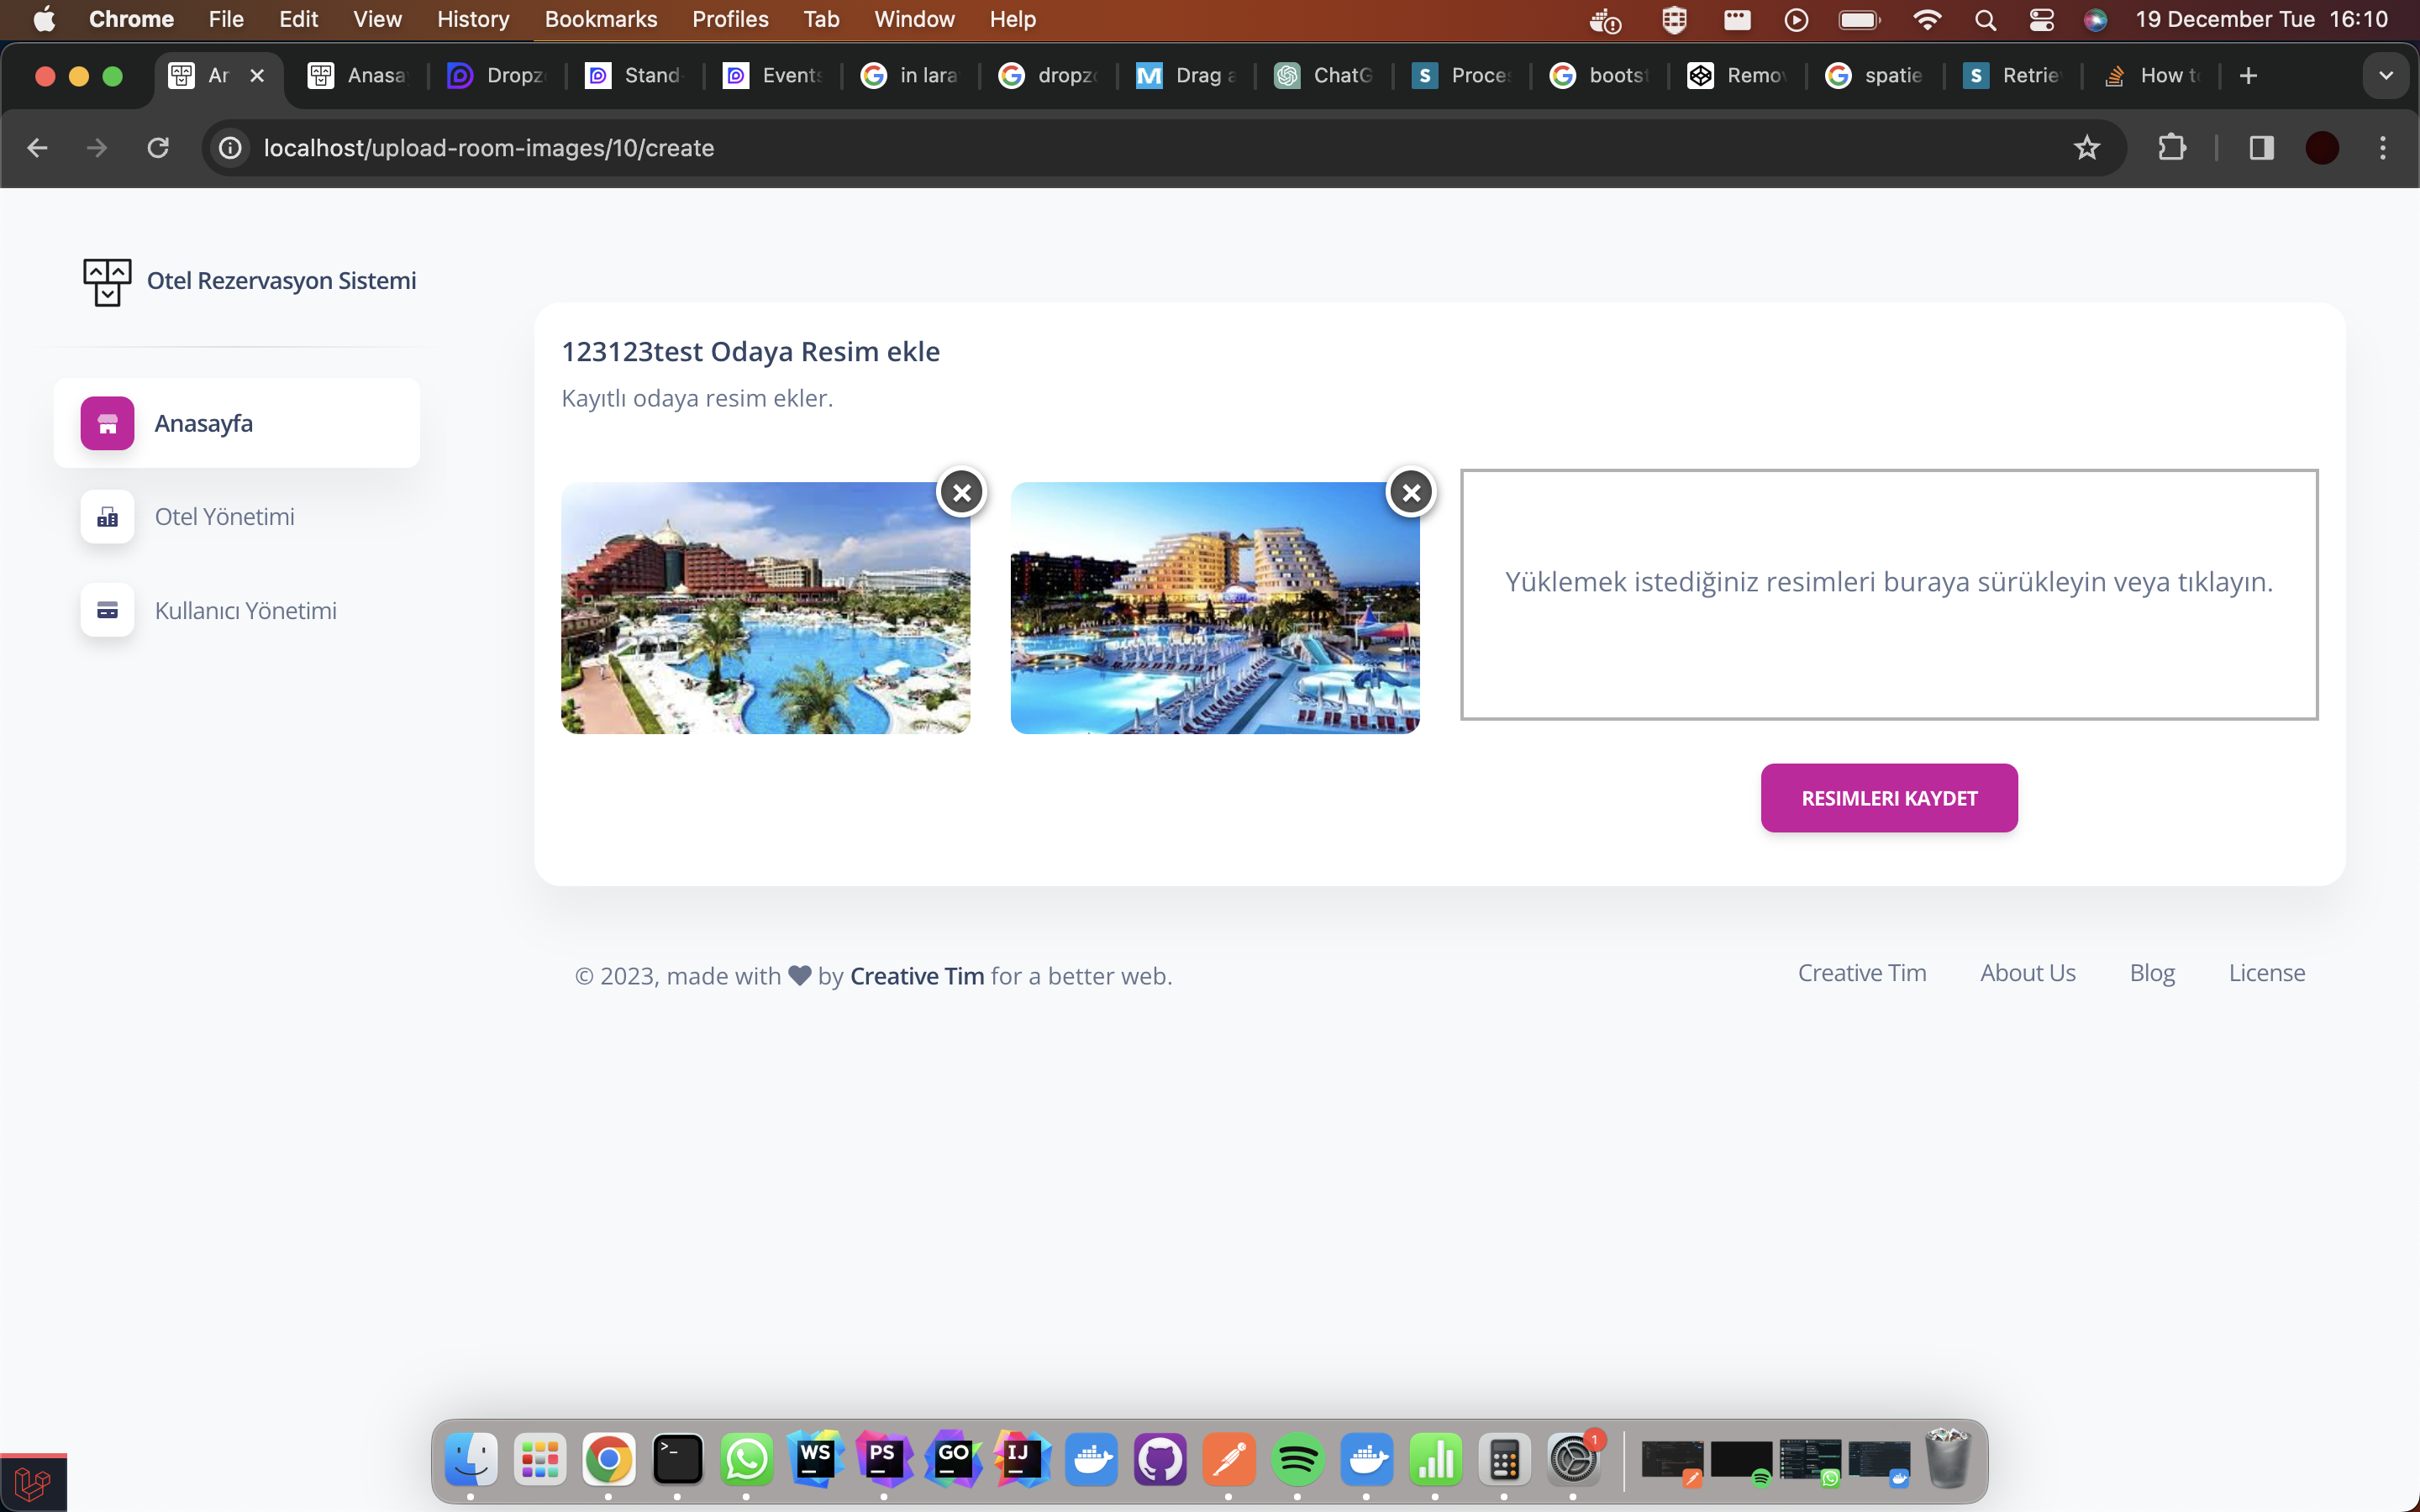 Chrome File Edit View History Bookmarks Profiles Tab Window Help 19 December Tue 16:10
Ar Anasa Dropz Stand Events in lara dropz Drag a ChatG Proce boots Remo spatie Retrie How t
localhost/upload-room-images/10/create
Otel Rezervasyon Sistemi
Anasayfa
Otel Yönetimi
Kullanıcı Yönetimi
123123test Odaya Resim ekle
Kayıtlı odaya resim ekler.
Yüklemek istediğiniz resimleri buraya sürükleyin veya tıklayın.
RESIMLERI KAYDET
© 2023, made with by Creative Tim for a better web.
Creative Tim About Us Blog License
WS PS GO IJ 1